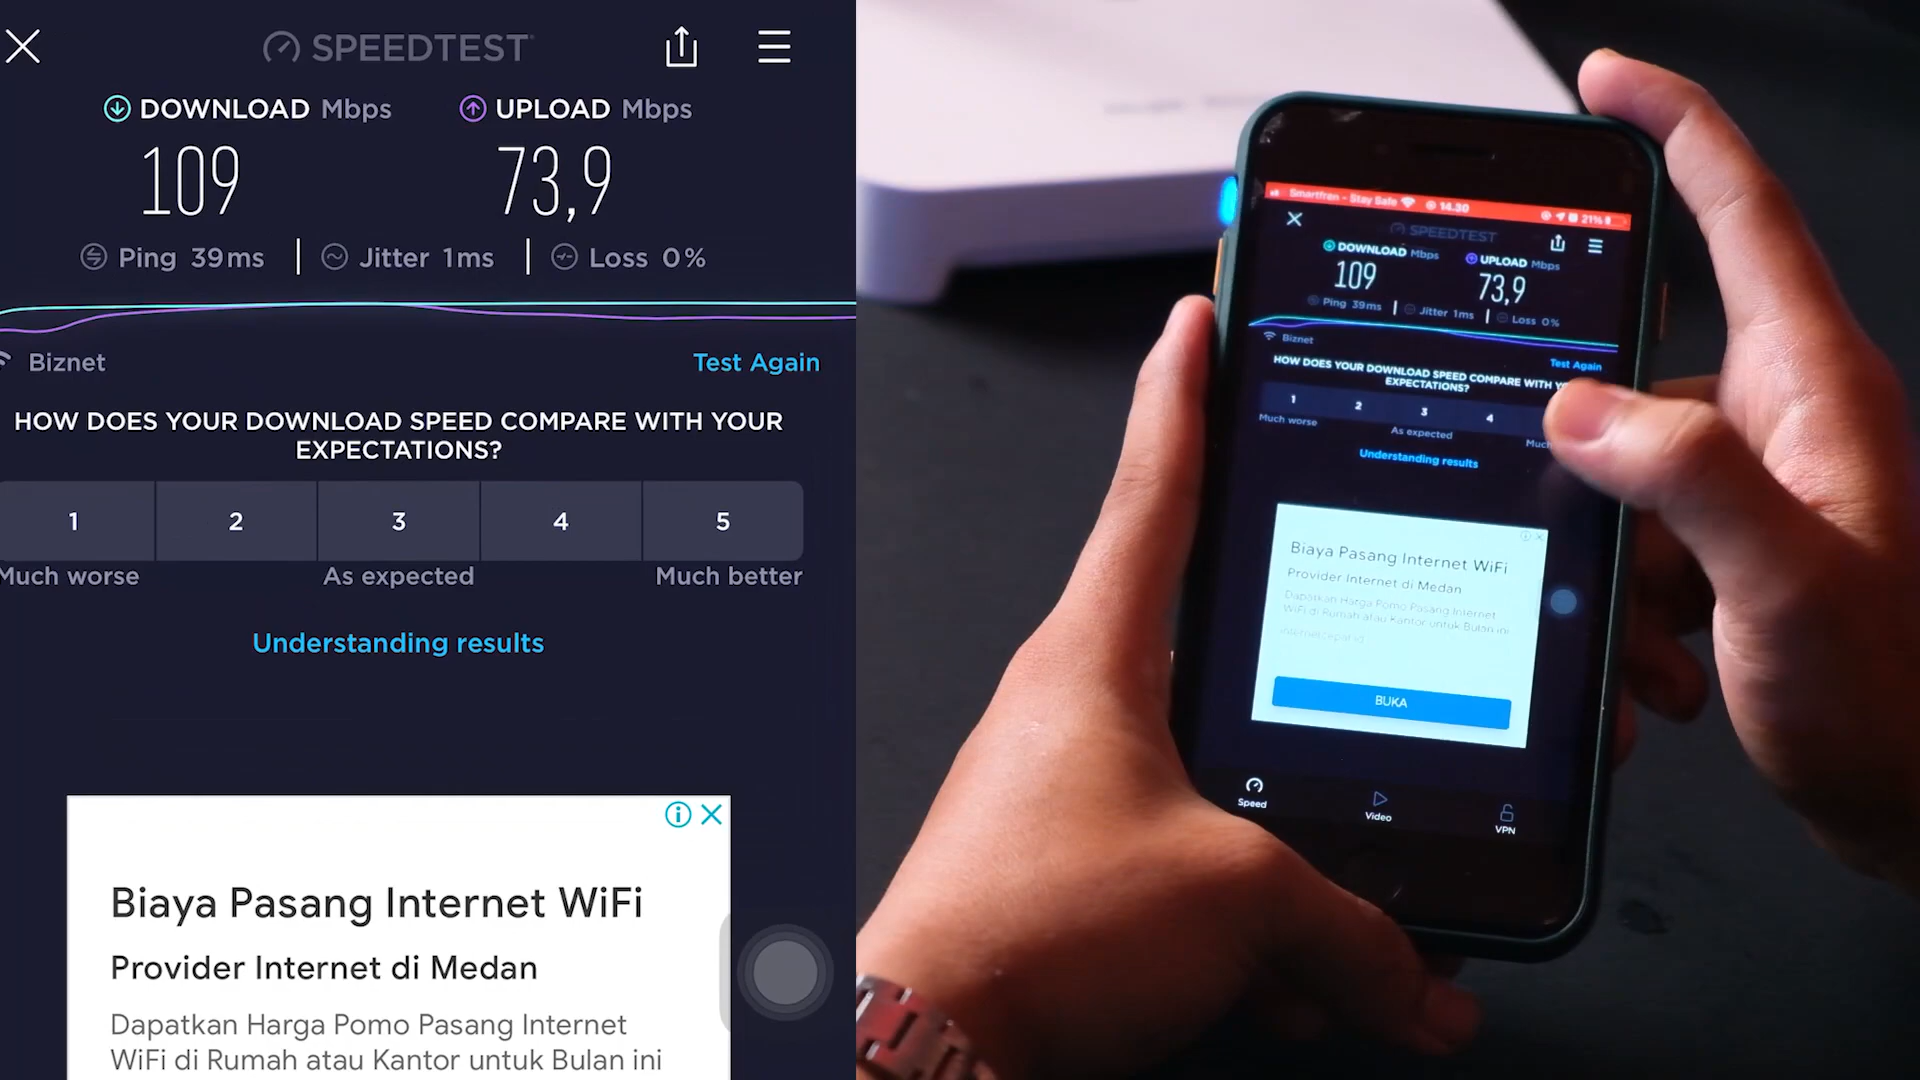 SPEEDTEST
DOWNLOAD Mbps
UPLOAD Mbps
109
73,9
Ping 39ms
Jitter 1ms
Loss 0%
Biznet
Test Again
HOW DOES YOUR DOWNLOAD SPEED COMPARE WITH YOUR
EXPECTATIONS?
1 2 3 4 5
Much worse
As expected
Much better
Understanding results
Biaya Pasang Internet WiFi
Provider Internet di Medan
Dapatkan Harga Pomo Pasang Internet
WiFi di Rumah atau Kantor untuk Bulan ini
Smartfren - Stay Safe 14.30 21%
SPEEDTEST
DOWNLOAD Mbps
UPLOAD Mbps
109
73,9
Ping 39ms
Jitter 1ms
Loss 0%
Biznet
Test Again
HOW DOES YOUR DOWNLOAD SPEED COMPARE WITH
EXPECTATIONS?
1 2 3 4
Much worse
As expected
Much
Understanding results
Biaya Pasang Internet WiFi
Provider Internet di Medan
Dapatkan Harga Pomo Pasang Internet
WiFi di Rumah atau Kantor untuk Bulan ini
BUKA
Speed
Video
VPN